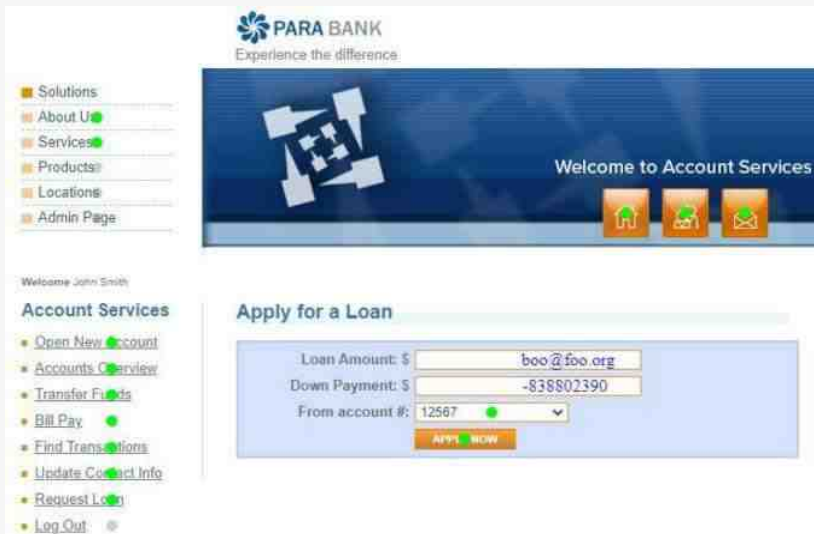 PARA BANK
Experience the difference
Solutions
About Us
Services
Products
Locations
Admin Page
Welcome to Account Services
Welcome John Smith
Account Services
Open New Account
Accounts Overview
Transfer Funds
Bill Pay
Find Transactions
Update Contact Info
Request Loan
Log Out
Apply for a Loan
Loan Amount: $ boo@foo.org
Down Payment: $ -838802390
From account #: 12567
APPLY NOW